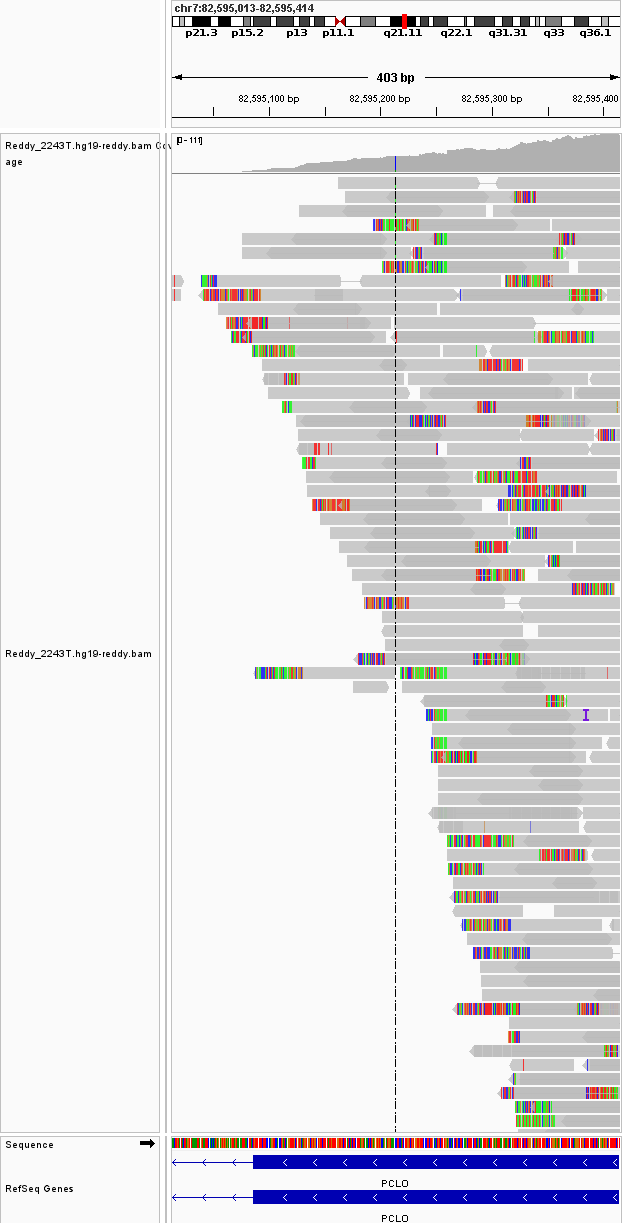 chr7:82,595,013-82,595,414
p21.3 p15.2 p13 p11.1 q21.11 q22.1 q31.31 q33 q36.1
403 bp
82,595,100 bp 82,595,200 bp 82,595,300 bp 82,595,400
Reddy_2243T.hg19-reddy.bam Cov
age
[0 - 111]
Reddy_2243T.hg19-reddy.bam
Sequence
PCLO
RefSeq Genes
PCLO